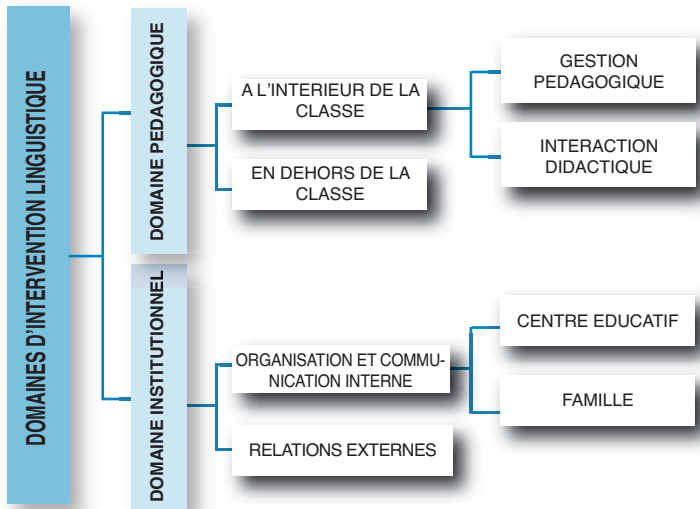 DOMAINES D'INTERVENTION LINGUISTIQUE
DOMAINE PEDAGOGIQUE
A L'INTERIEUR DE LA
CLASSE
GESTION
PEDAGOGIQUE
INTERACTION
DIDACTIQUE
EN DEHORS DE LA
CLASSE
DOMAINE INSTITUTIONNEL
ORGANISATION ET COMMU-
NICATION INTERNE
CENTRE EDUCATIF
FAMILLE
RELATIONS EXTERNES